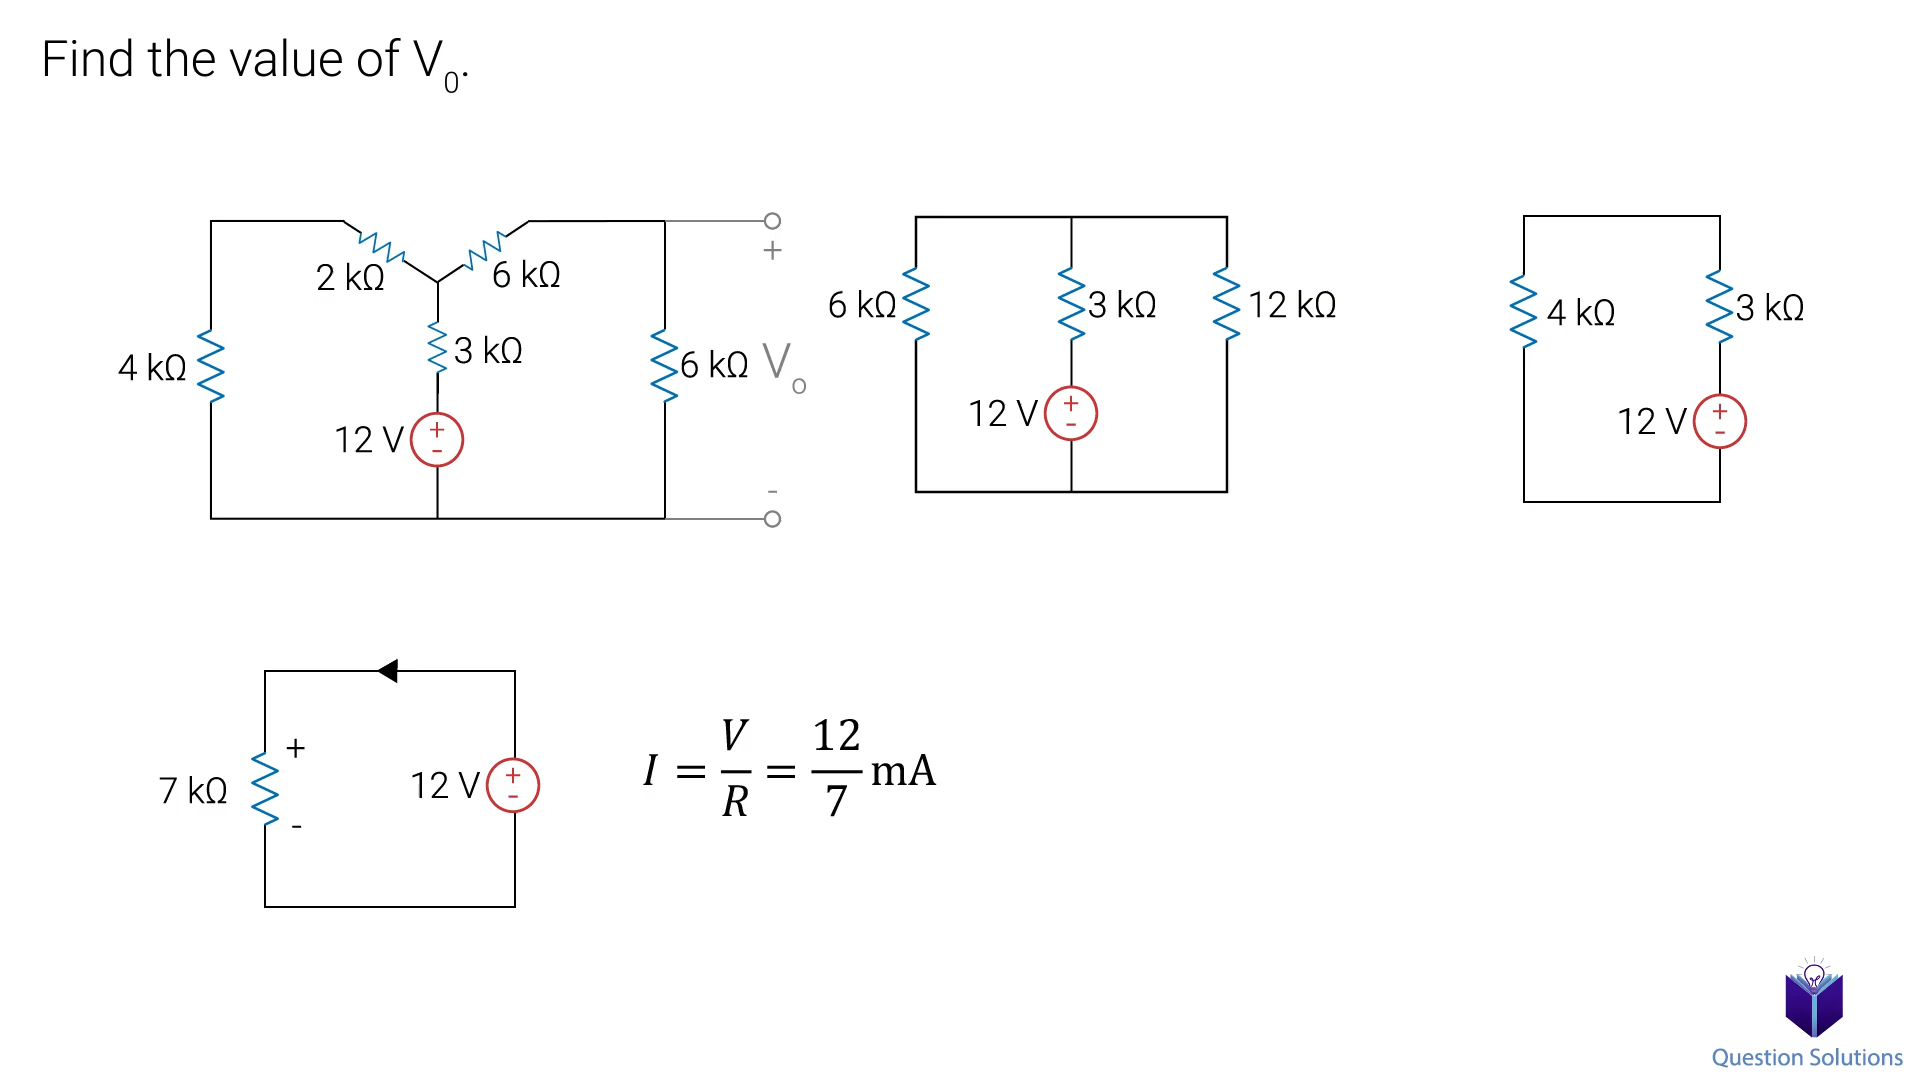 Find the value of V₀.
2 kΩ
6 kΩ
4 kΩ
3 kΩ
6 kΩ
12 V
+
-
+
Vₒ
-
6 kΩ
3 kΩ
12 kΩ
12 V
+
-
4 kΩ
3 kΩ
12 V
+
-
7 kΩ
+
-
12 V
+
-
I = V/R = 12/7 mA
Question Solutions